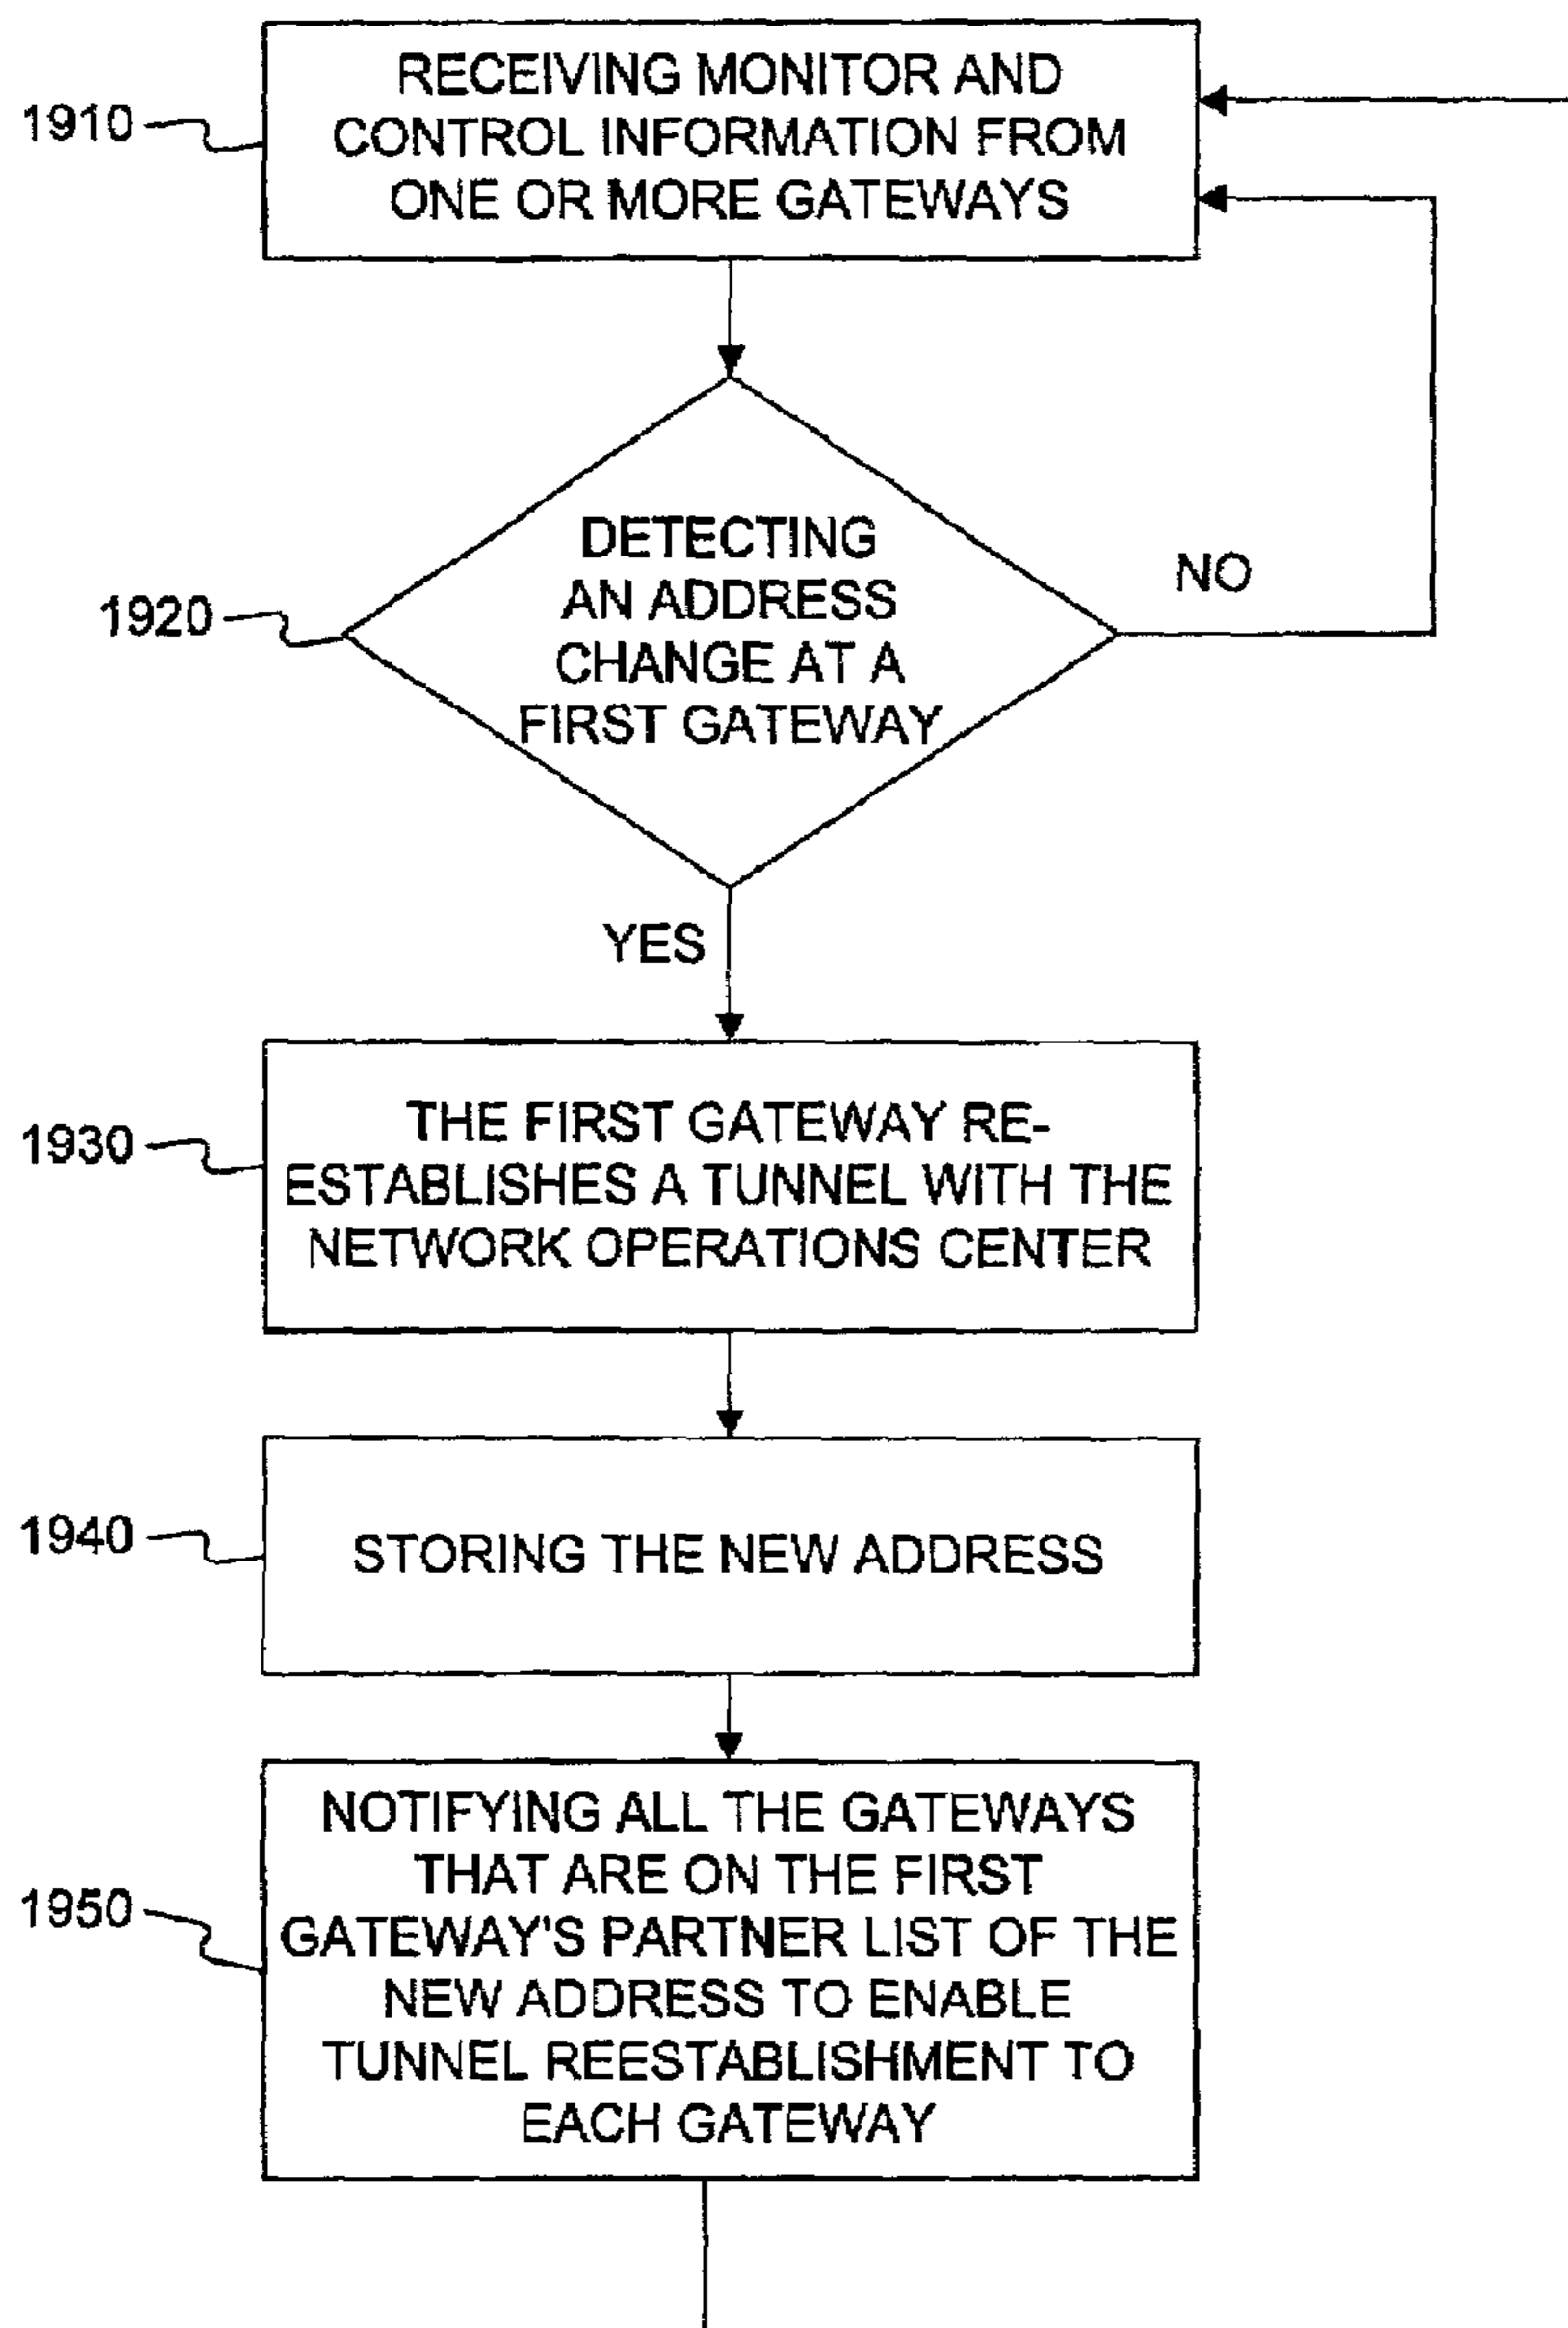 1910
RECEIVING MONITOR AND
CONTROL INFORMATION FROM
ONE OR MORE GATEWAYS
1920
DETECTING
AN ADDRESS
CHANGE AT A
FIRST GATEWAY
NO
YES
1930
THE FIRST GATEWAY RE-
ESTABLISHES A TUNNEL WITH THE
NETWORK OPERATIONS CENTER
1940
STORING THE NEW ADDRESS
1950
NOTIFYING ALL THE GATEWAYS
THAT ARE ON THE FIRST
GATEWAY'S PARTNER LIST OF THE
NEW ADDRESS TO ENABLE
TUNNEL REESTABLISHMENT TO
EACH GATEWAY